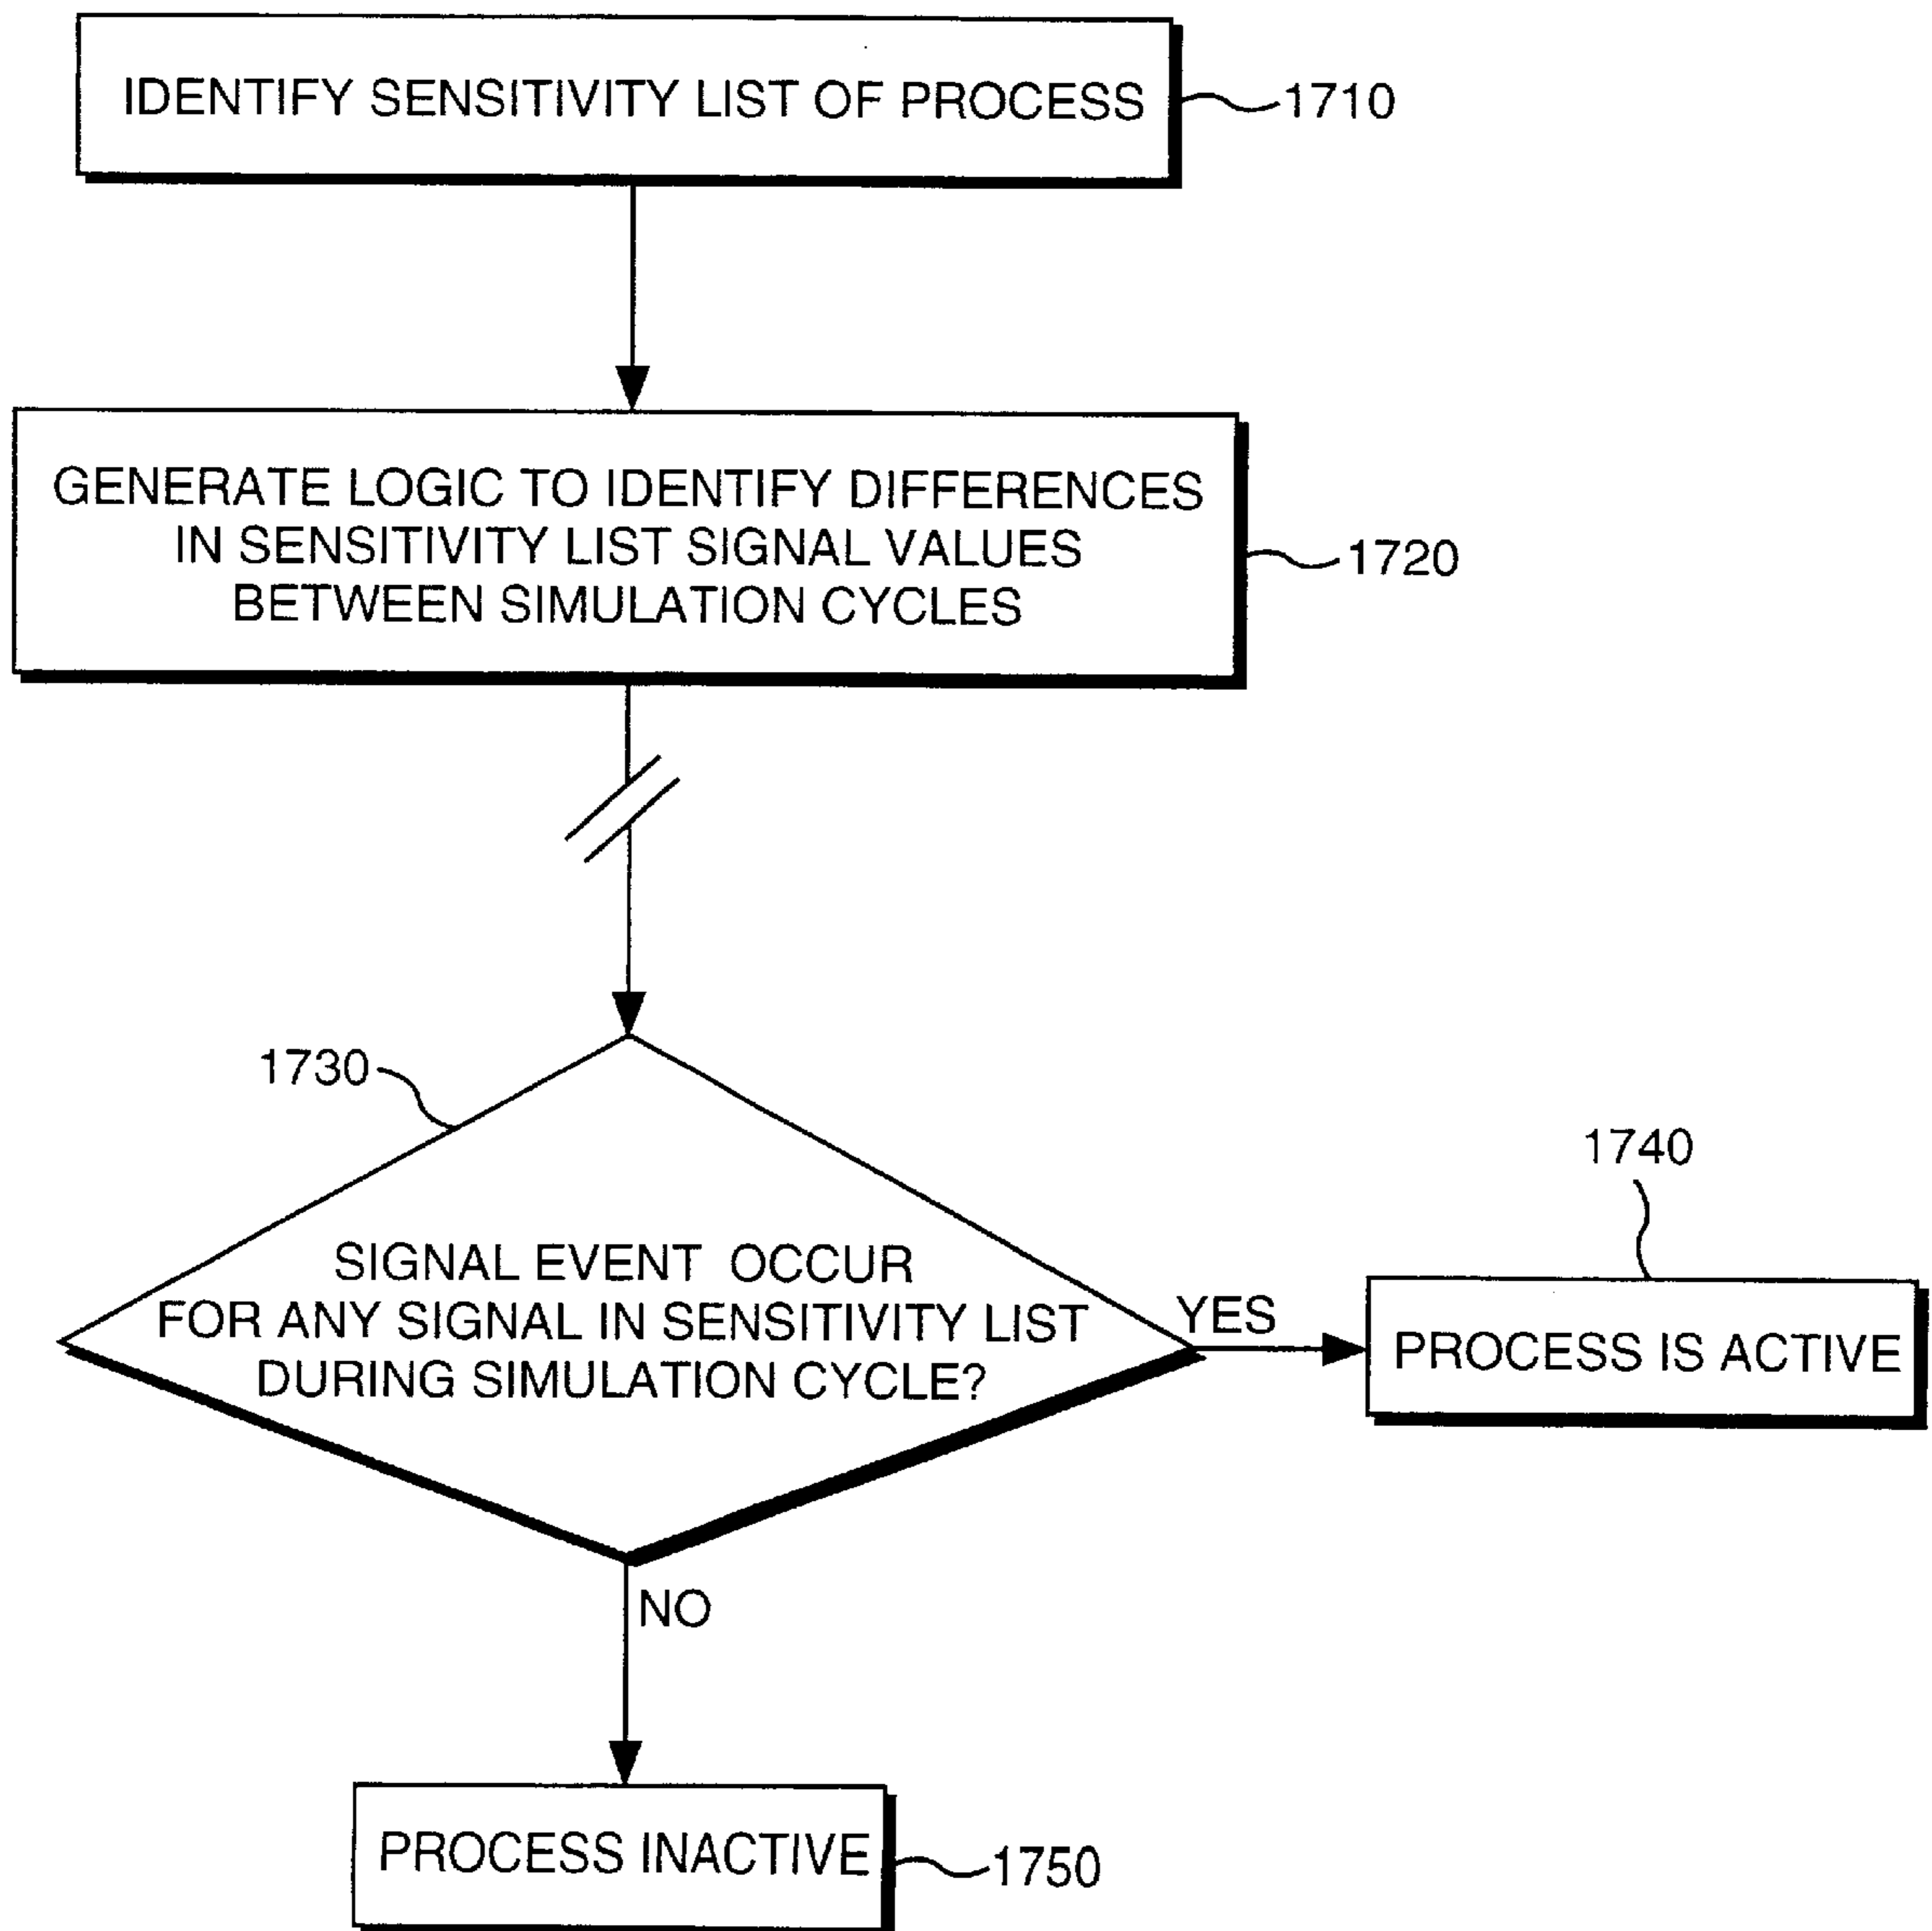 IDENTIFY SENSITIVITY LIST OF PROCESS
1710
GENERATE LOGIC TO IDENTIFY DIFFERENCES
IN SENSITIVITY LIST SIGNAL VALUES
BETWEEN SIMULATION CYCLES
1720
1730
SIGNAL EVENT OCCUR
FOR ANY SIGNAL IN SENSITIVITY LIST
DURING SIMULATION CYCLE?
YES
1740
PROCESS IS ACTIVE
NO
PROCESS INACTIVE
1750